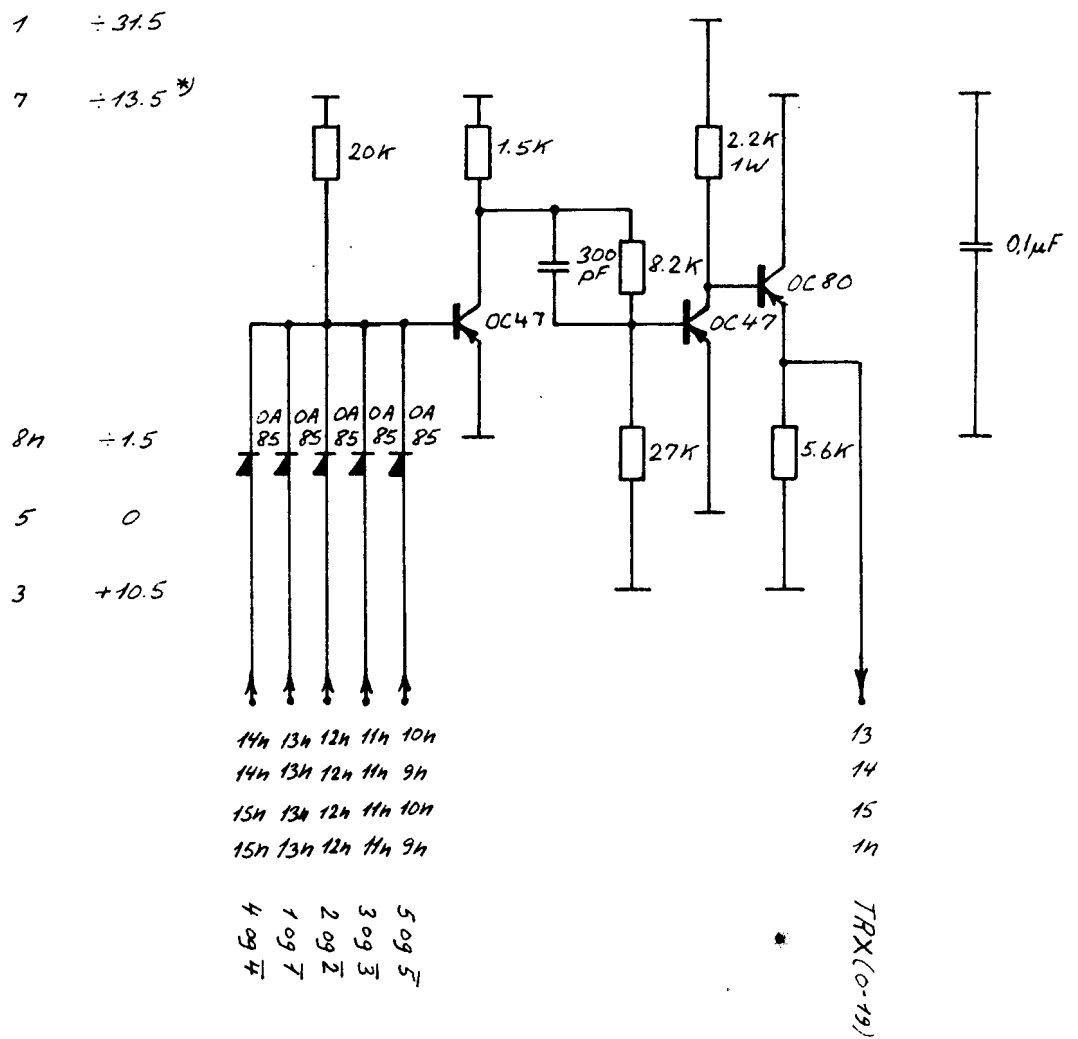 1 ÷31.5
7 ÷13.5 *)
20K
1.5K
2.2K
1W
300
pF
8.2K
0,1µF
OC80
OC47
OC47
OA
85
OA
85
OA
85
OA
85
OA
85
8n ÷1.5
27K
5.6K
5 0
3 +10.5
14n 13n 12n 11n 10n
14n 13n 12n 11n 9n
15n 13n 12n 11n 10n
15n 13n 12n 11n 9n
13
14
15
1n
4 og 4̅
1 og 1̅
2 og 2̅
3 og 3̅
5 og 5̅
TRX(0-19)